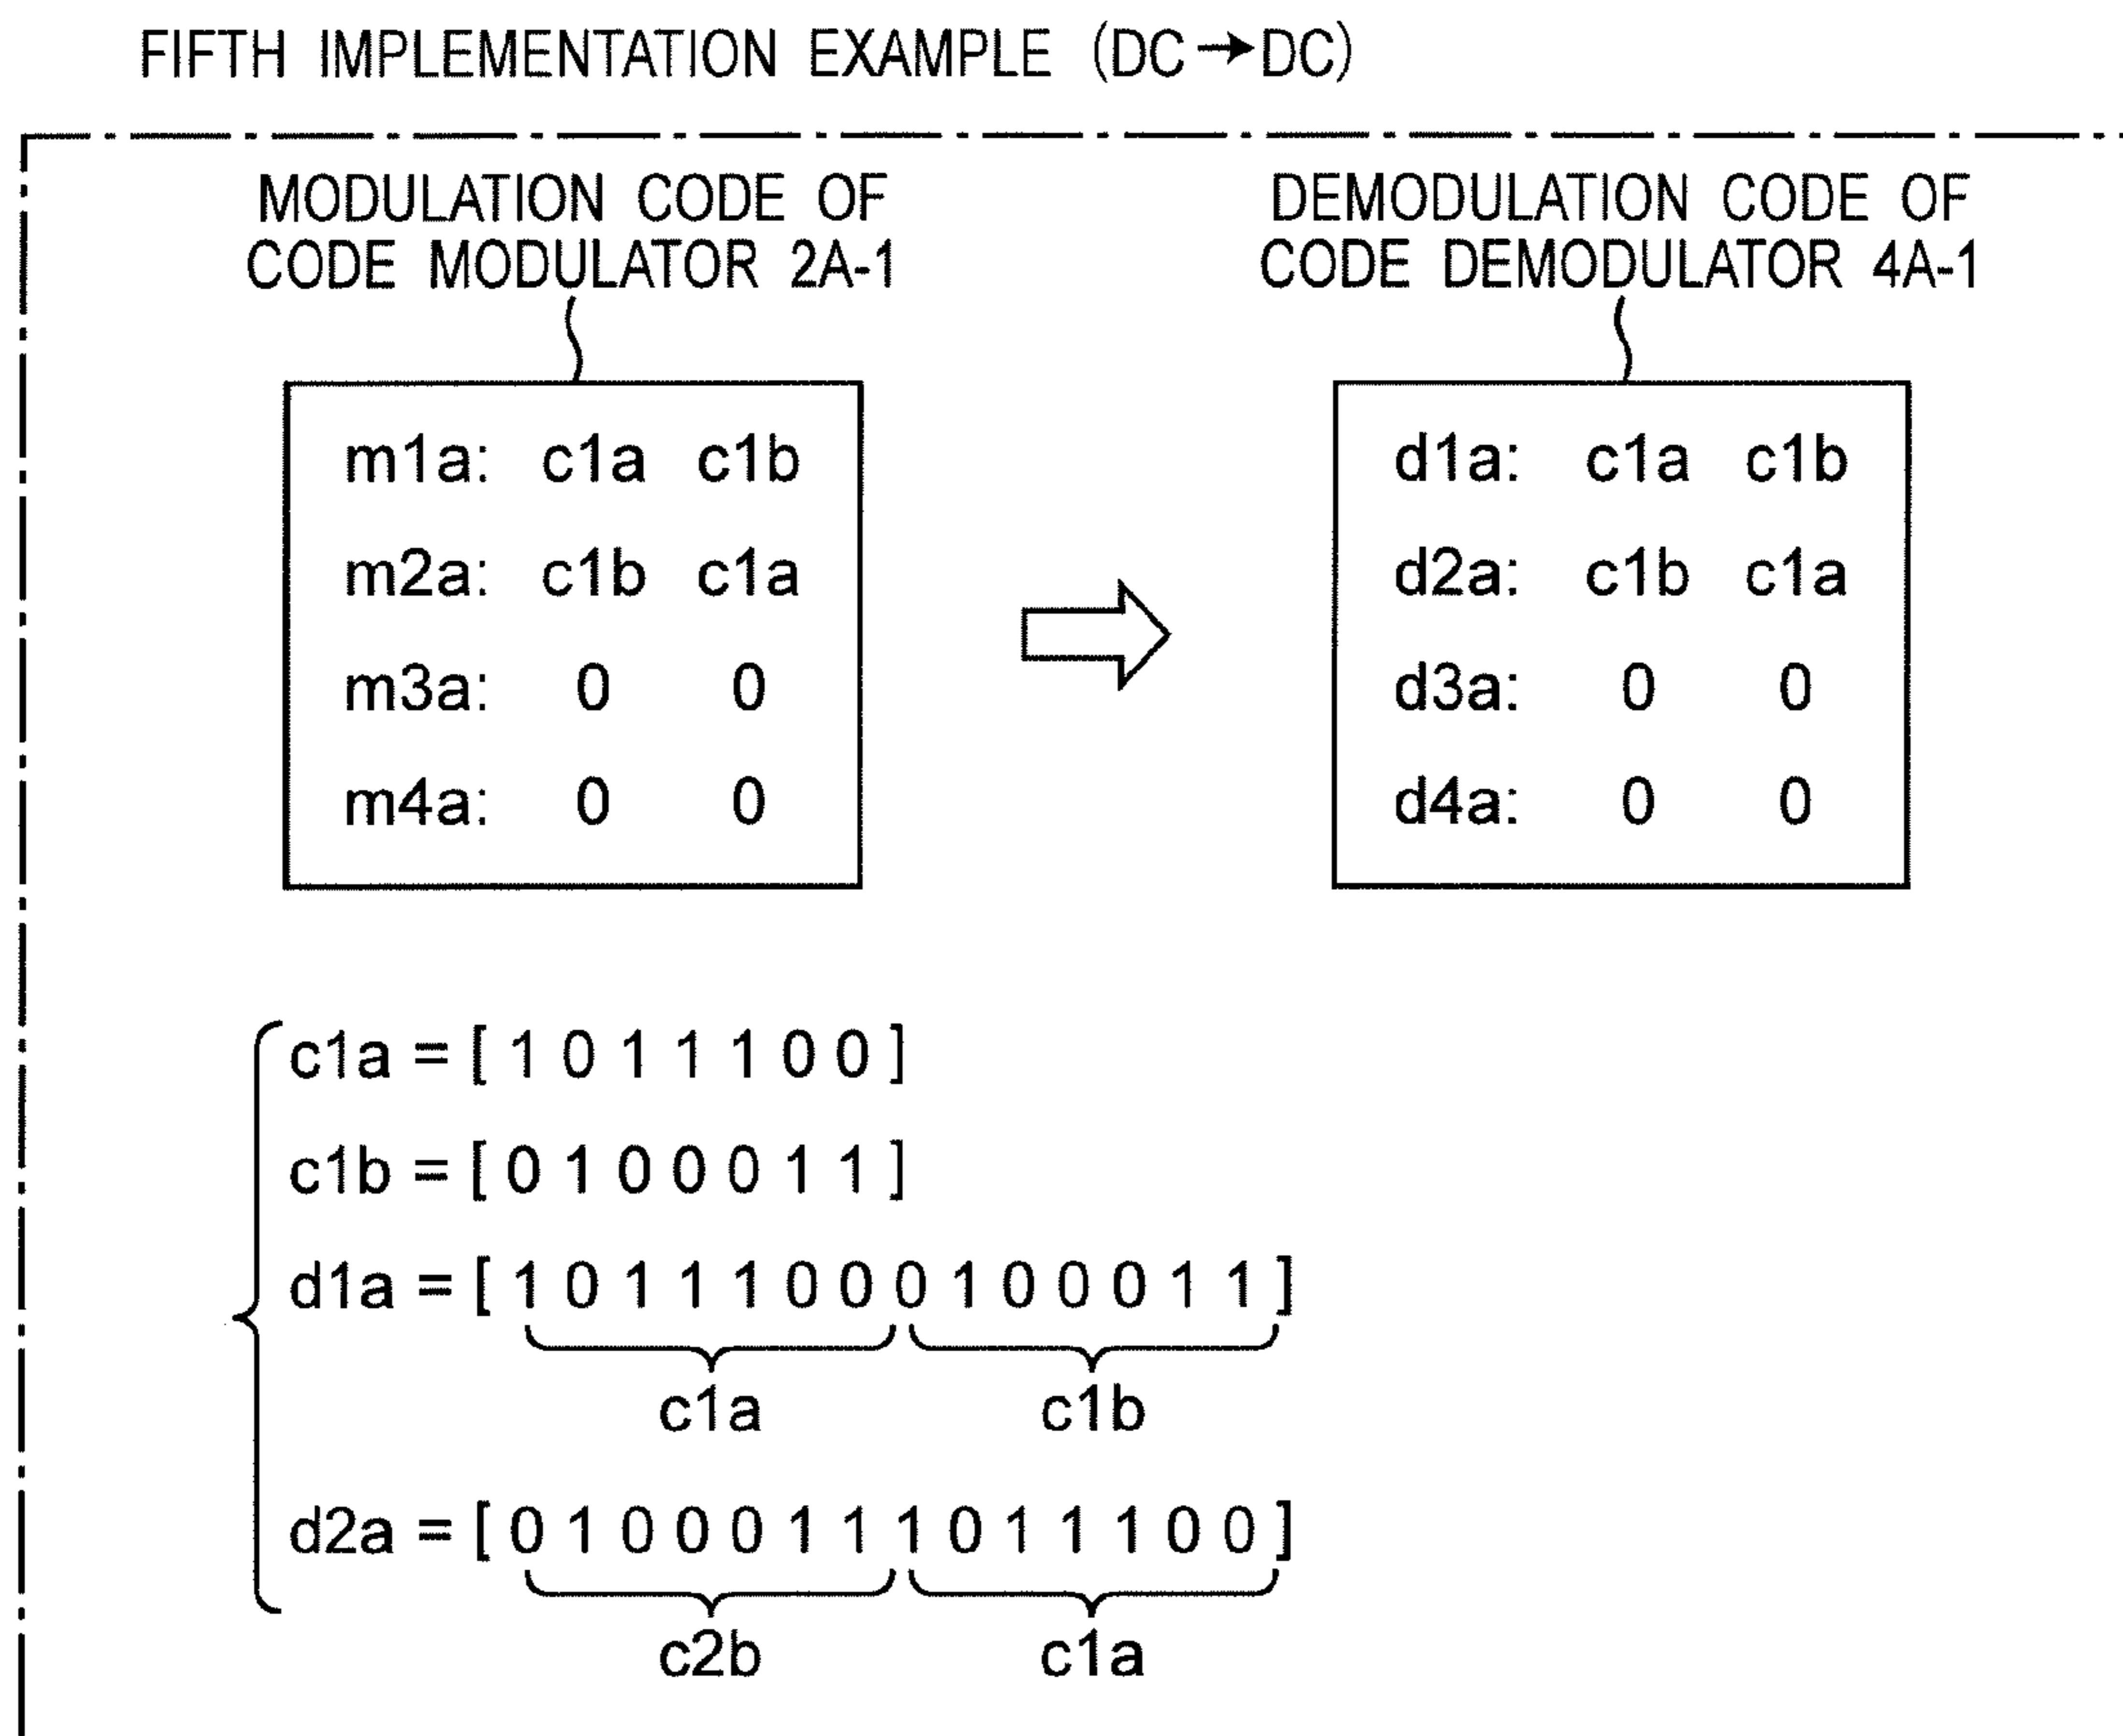 FIFTH IMPLEMENTATION EXAMPLE (DC→DC)
MODULATION CODE OF
CODE MODULATOR 2A-1
m1a: c1a c1b
m2a: c1b c1a
m3a: 0 0
m4a: 0 0
DEMODULATION CODE OF
CODE DEMODULATOR 4A-1
d1a: c1a c1b
d2a: c1b c1a
d3a: 0 0
d4a: 0 0
c1a = [ 1 0 1 1 1 0 0 ]
c1b = [ 0 1 0 0 0 1 1 ]
d1a = [ 1 0 1 1 1 0 0 0 1 0 0 0 1 1 ]
c1a c1b
d2a = [ 0 1 0 0 0 1 1 1 0 1 1 1 0 0 ]
c2b c1a